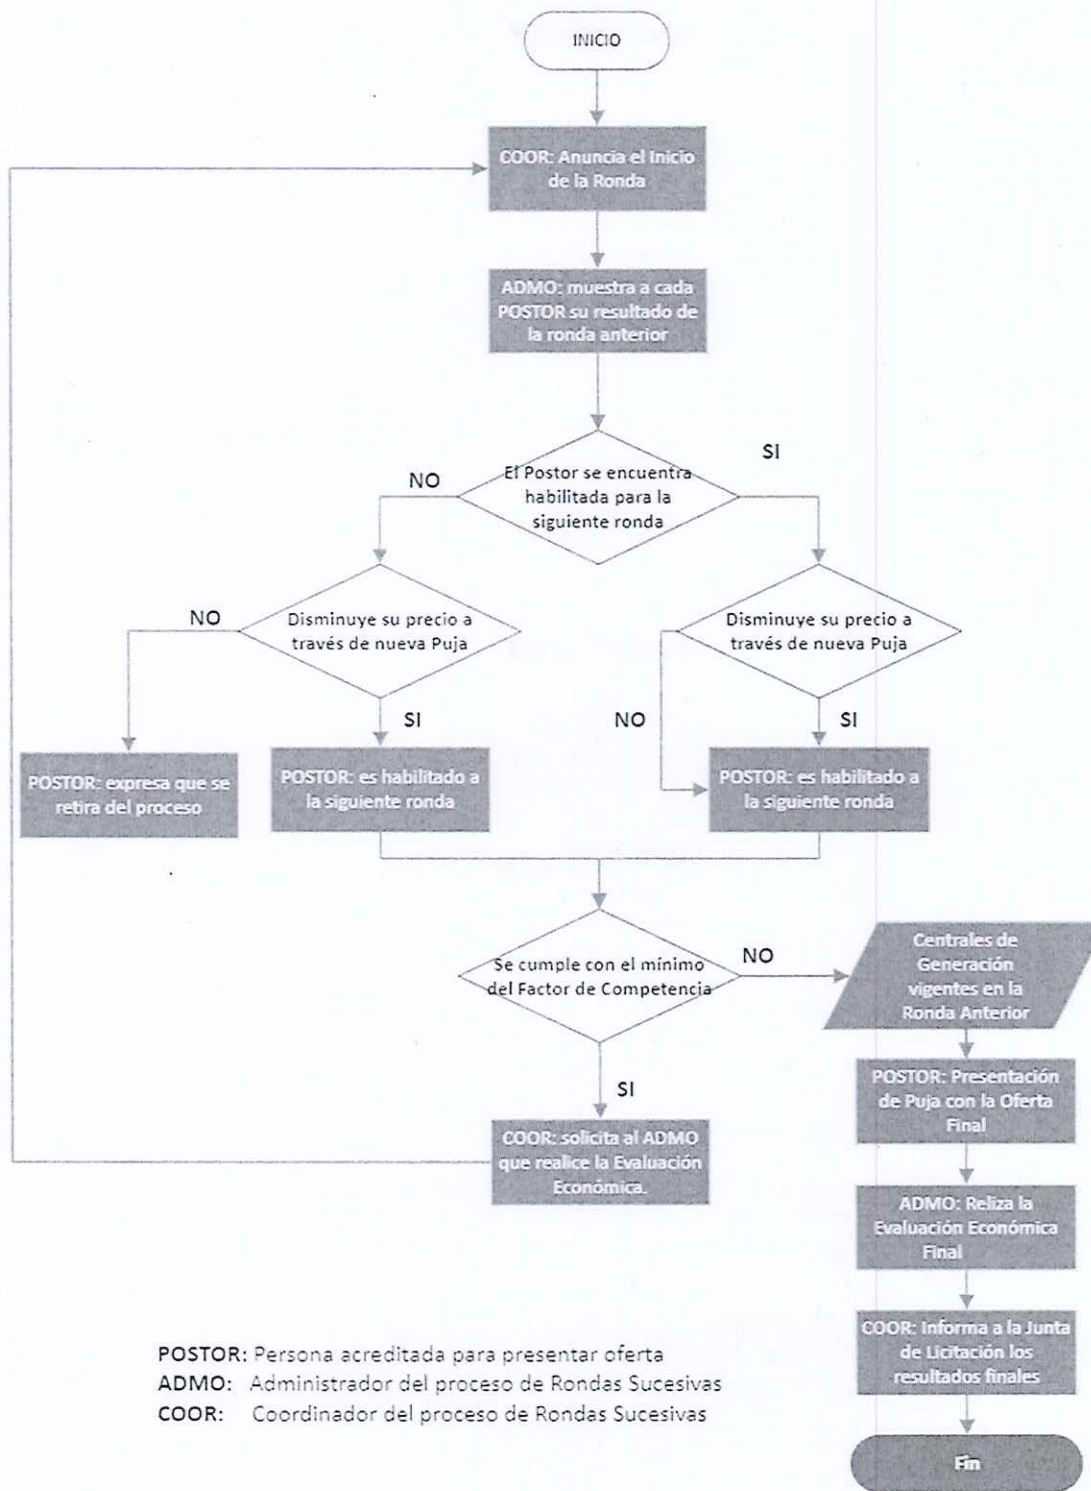 INICIO
COOR: Anuncia el Inicio
de la Ronda
ADMO: muestra a cada
POSTOR su resultado de
la ronda anterior
El Postor se encuentra
habilitada para la
siguiente ronda
NO
SI
Disminuye su precio a
través de nueva Puja
NO
SI
Disminuye su precio a
través de nueva Puja
NO
SI
POSTOR: expresa que se
retira del proceso
POSTOR: es habilitado a
la siguiente ronda
POSTOR: es habilitado a
la siguiente ronda
Se cumple con el mínimo
del Factor de Competencia
NO
SI
Centrales de
Generación
vigentes en la
Ronda Anterior
POSTOR: Presentación
de Puja con la Oferta
Final
COOR: solicita al ADMO
que realice la Evaluación
Económica.
ADMO: Reliza la
Evaluación Económica
Final
COOR: Informa a la Junta
de Licitación los
resultados finales
Fin
POSTOR: Persona acreditada para presentar oferta
ADMO: Administrador del proceso de Rondas Sucesivas
COOR: Coordinador del proceso de Rondas Sucesivas